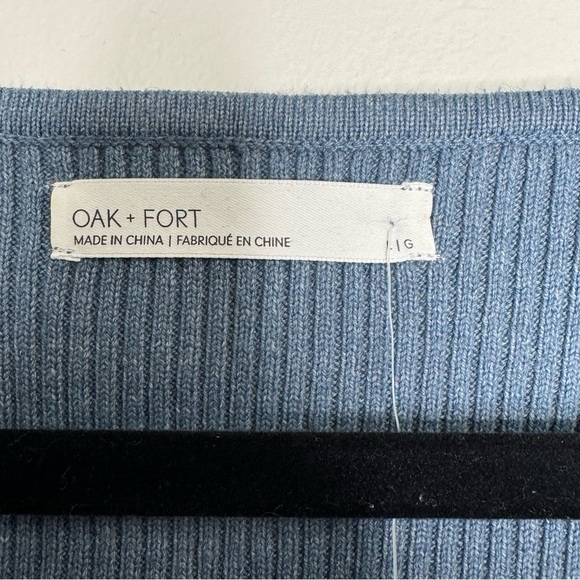 OAK + FORT
MADE IN CHINA | FABRIQUÉ EN CHINE
L|G